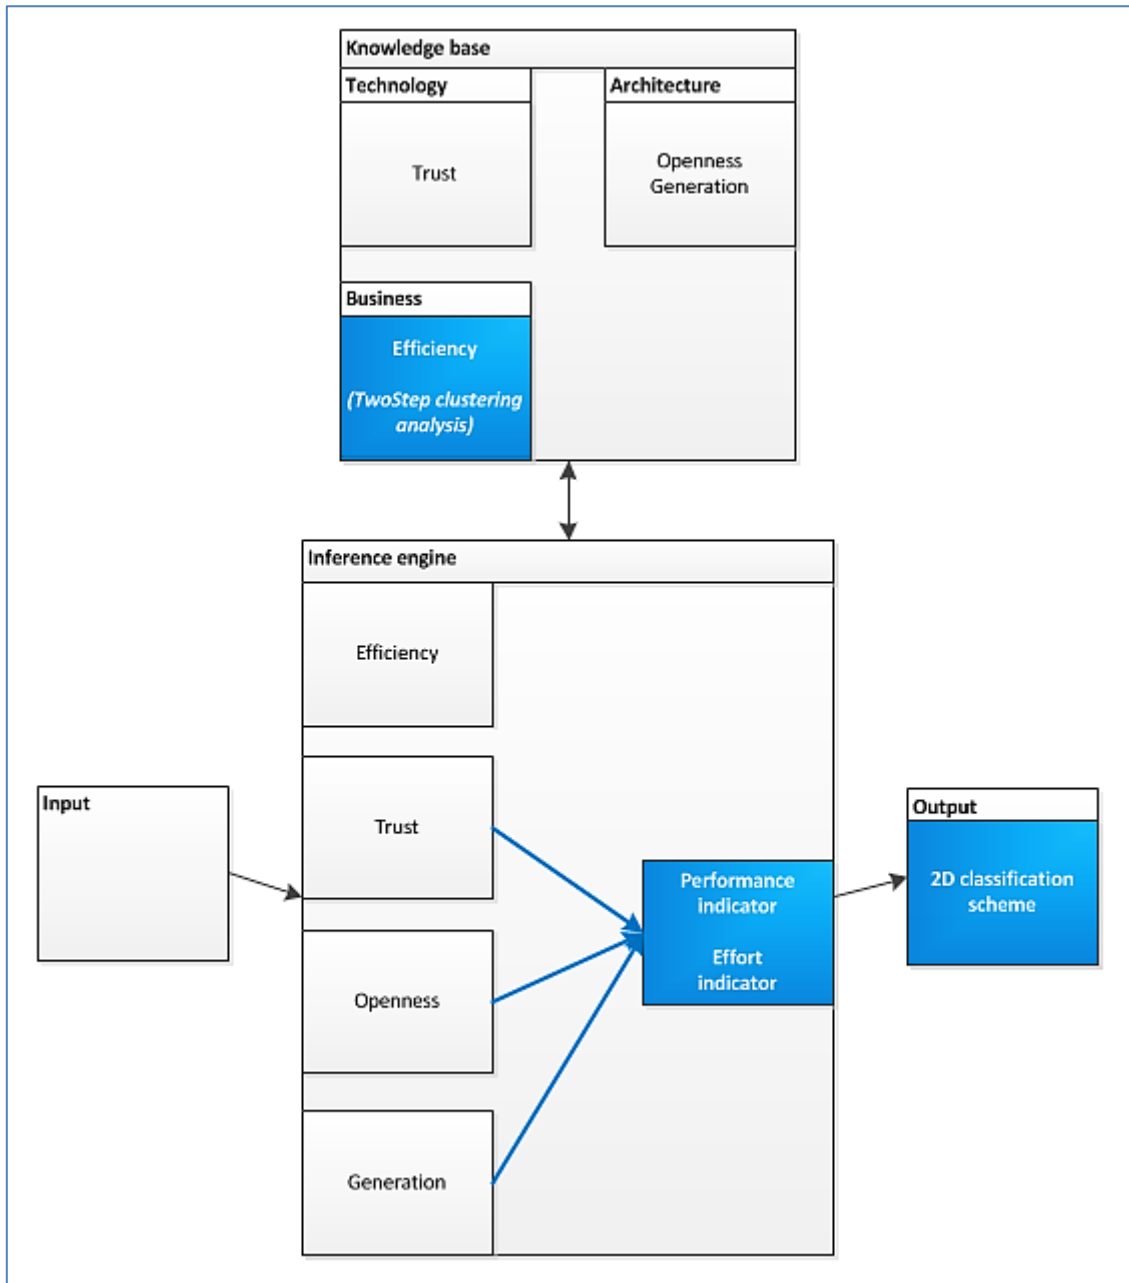 Knowledge base
Technology
Architecture
Trust
Openness
Generation
Business
Efficiency
(TwoStep clustering
analysis)
Inference engine
Efficiency
Input
Trust
Output
Performance
indicator
2D classification
scheme
Effort
indicator
Openness
Generation